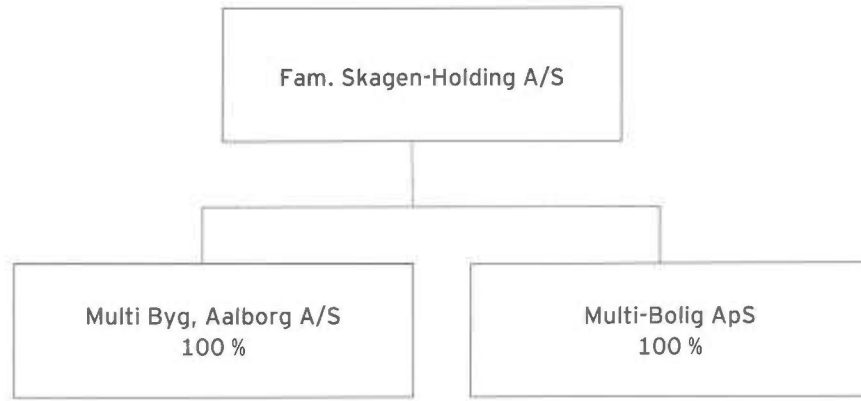 Fam. Skagen-Holding A/S
Multi Byg, Aalborg A/S
100 %
Multi-Bolig ApS
100 %